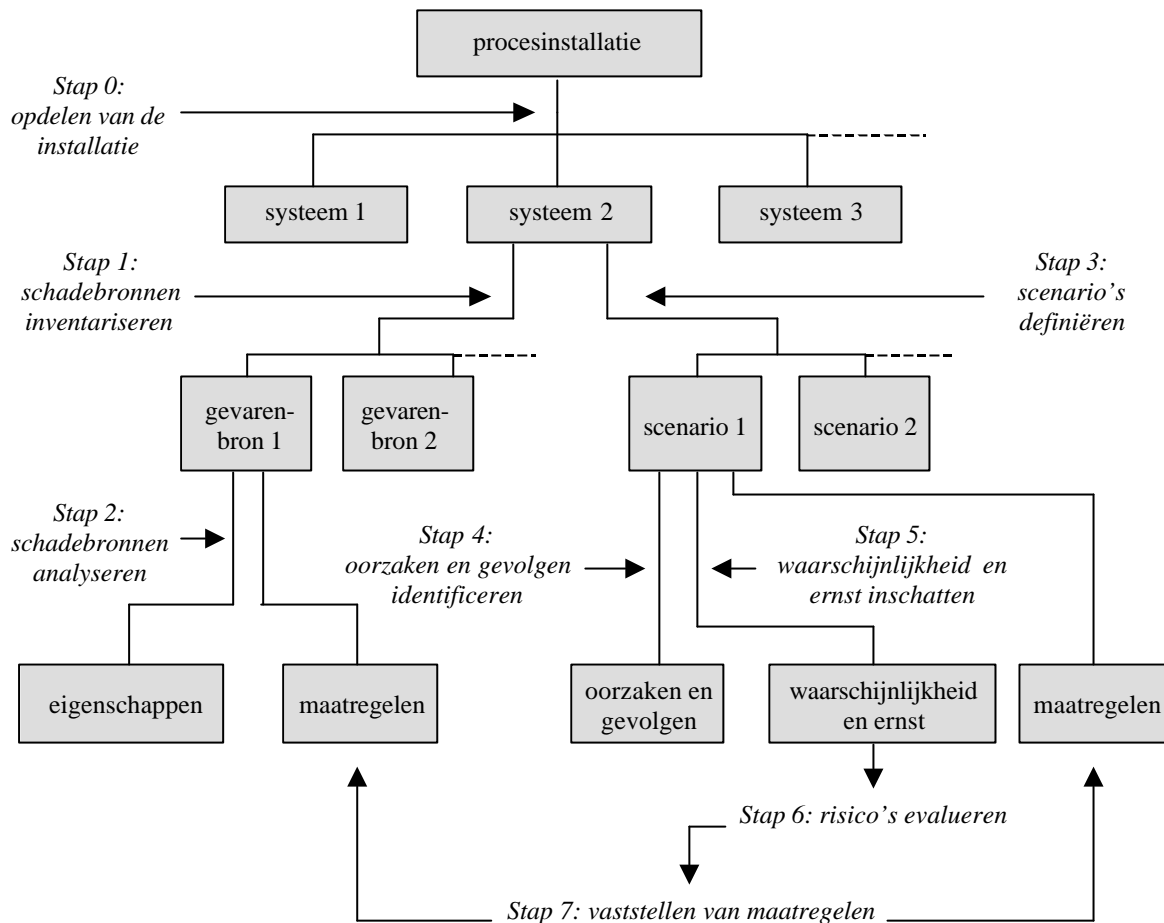 procesinstallatie
Stap 0:
opdelen van de
installatie
systeem 1
systeem 2
systeem 3
Stap 1:
schadebronnen
inventariseren
Stap 3:
scenario's
definiëren
gevaren-
bron 1
gevaren-
bron 2
scenario 1
scenario 2
Stap 2:
schadebronnen
analyseren
Stap 4:
oorzaken en gevolgen
identificeren
Stap 5:
waarschijnlijkheid en
ernst inschatten
eigenschappen
maatregelen
oorzaken en
gevolgen
waarschijnlijkheid
en ernst
maatregelen
Stap 6: risico's evalueren
Stap 7: vaststellen van maatregelen